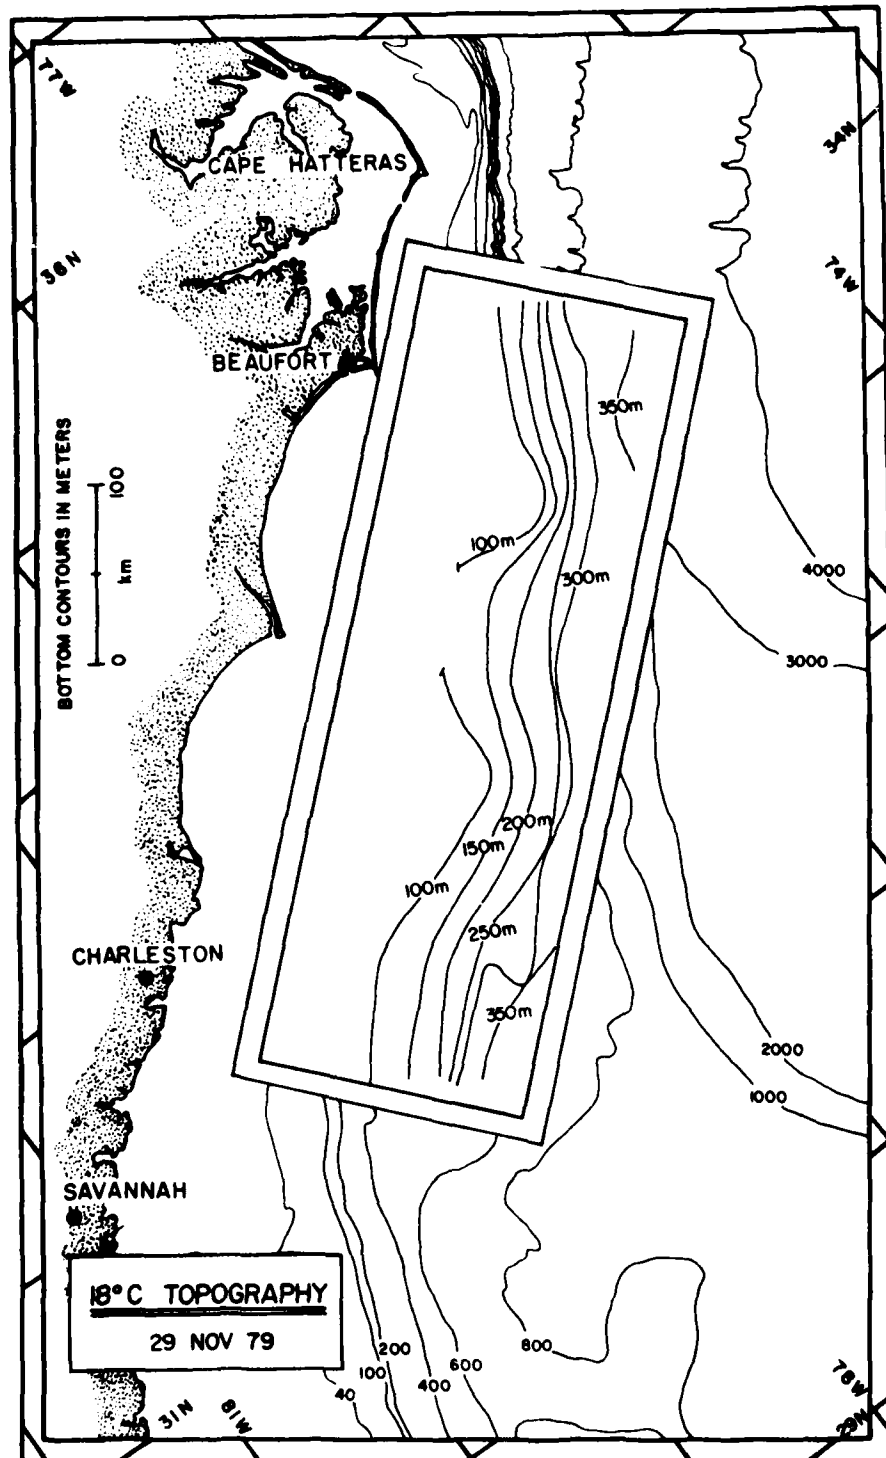 77W
34N
CAPE HATTERAS
36N
74W
BEAUFORT
350m
BOTTOM CONTOURS IN METERS
100
km
0
100m
300m
4000
3000
200m
150m
100m
250m
CHARLESTON
350m
2000
1000
SAVANNAH
18°C TOPOGRAPHY
29 NOV 79
200
800
600
100
400
40
78W
31N
81W
29N